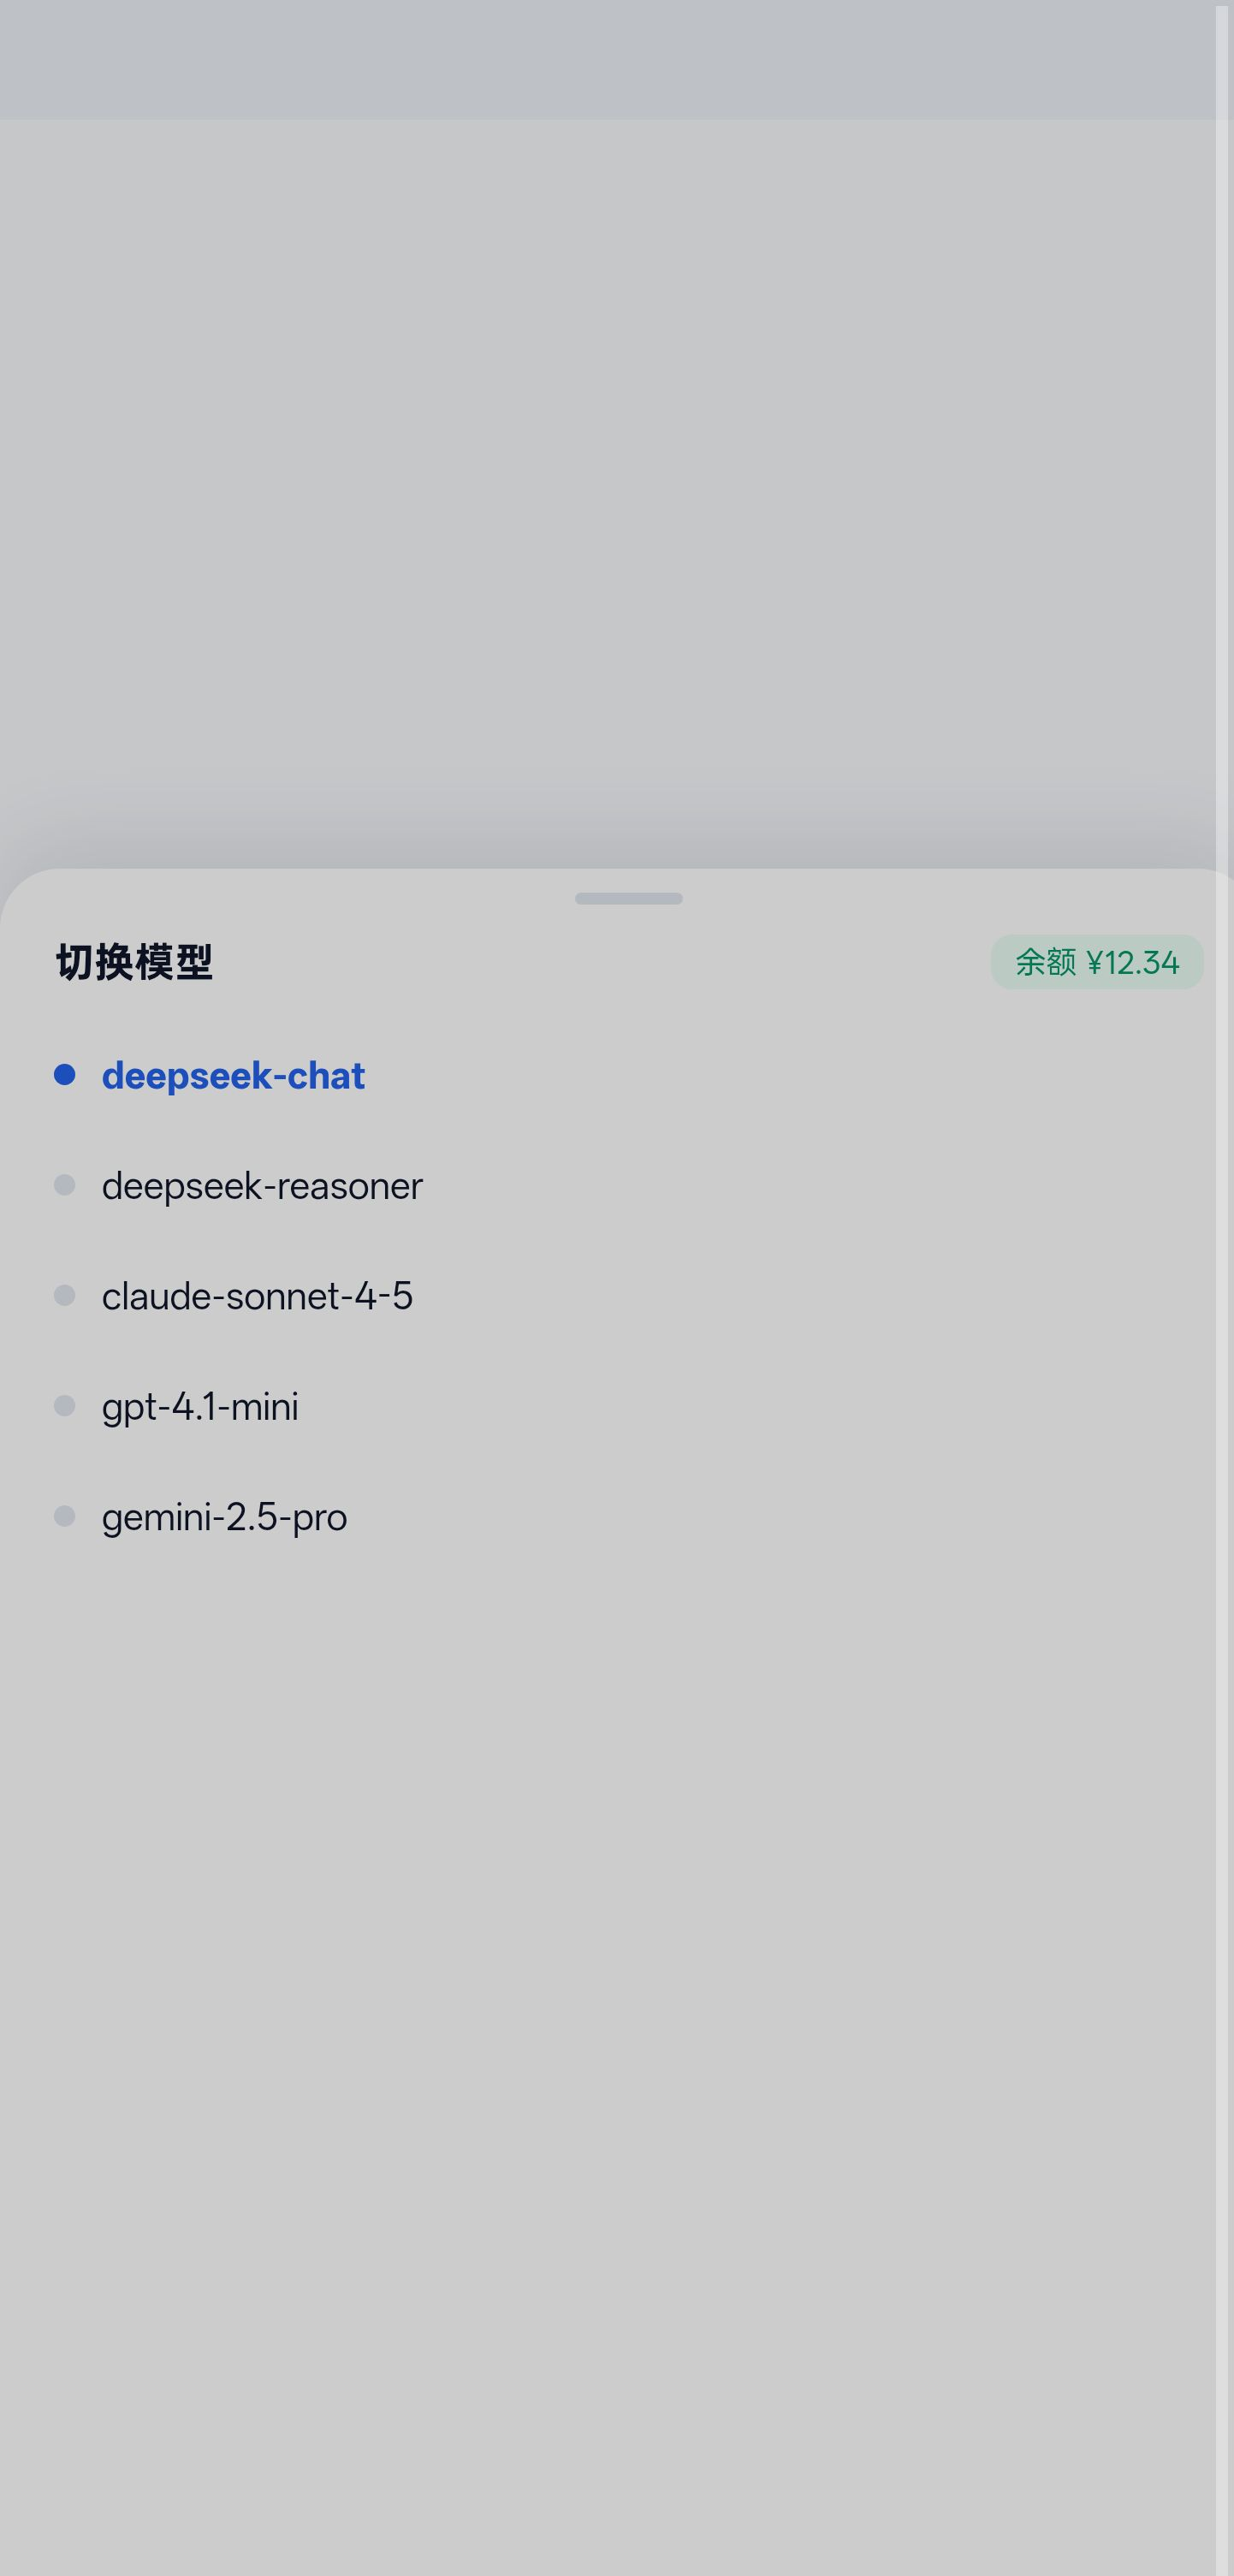 切换模型
余额 ¥12.34
deepseek-chat
deepseek-reasoner
claude-sonnet-4-5
gpt-4.1-mini
gemini-2.5-pro